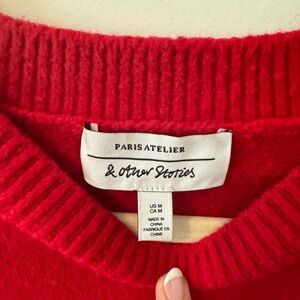 PARIS ATELIER
& Other Stories
US M
CA M
MADE IN
CHINA
FABRIQUÉ EN
CHINE